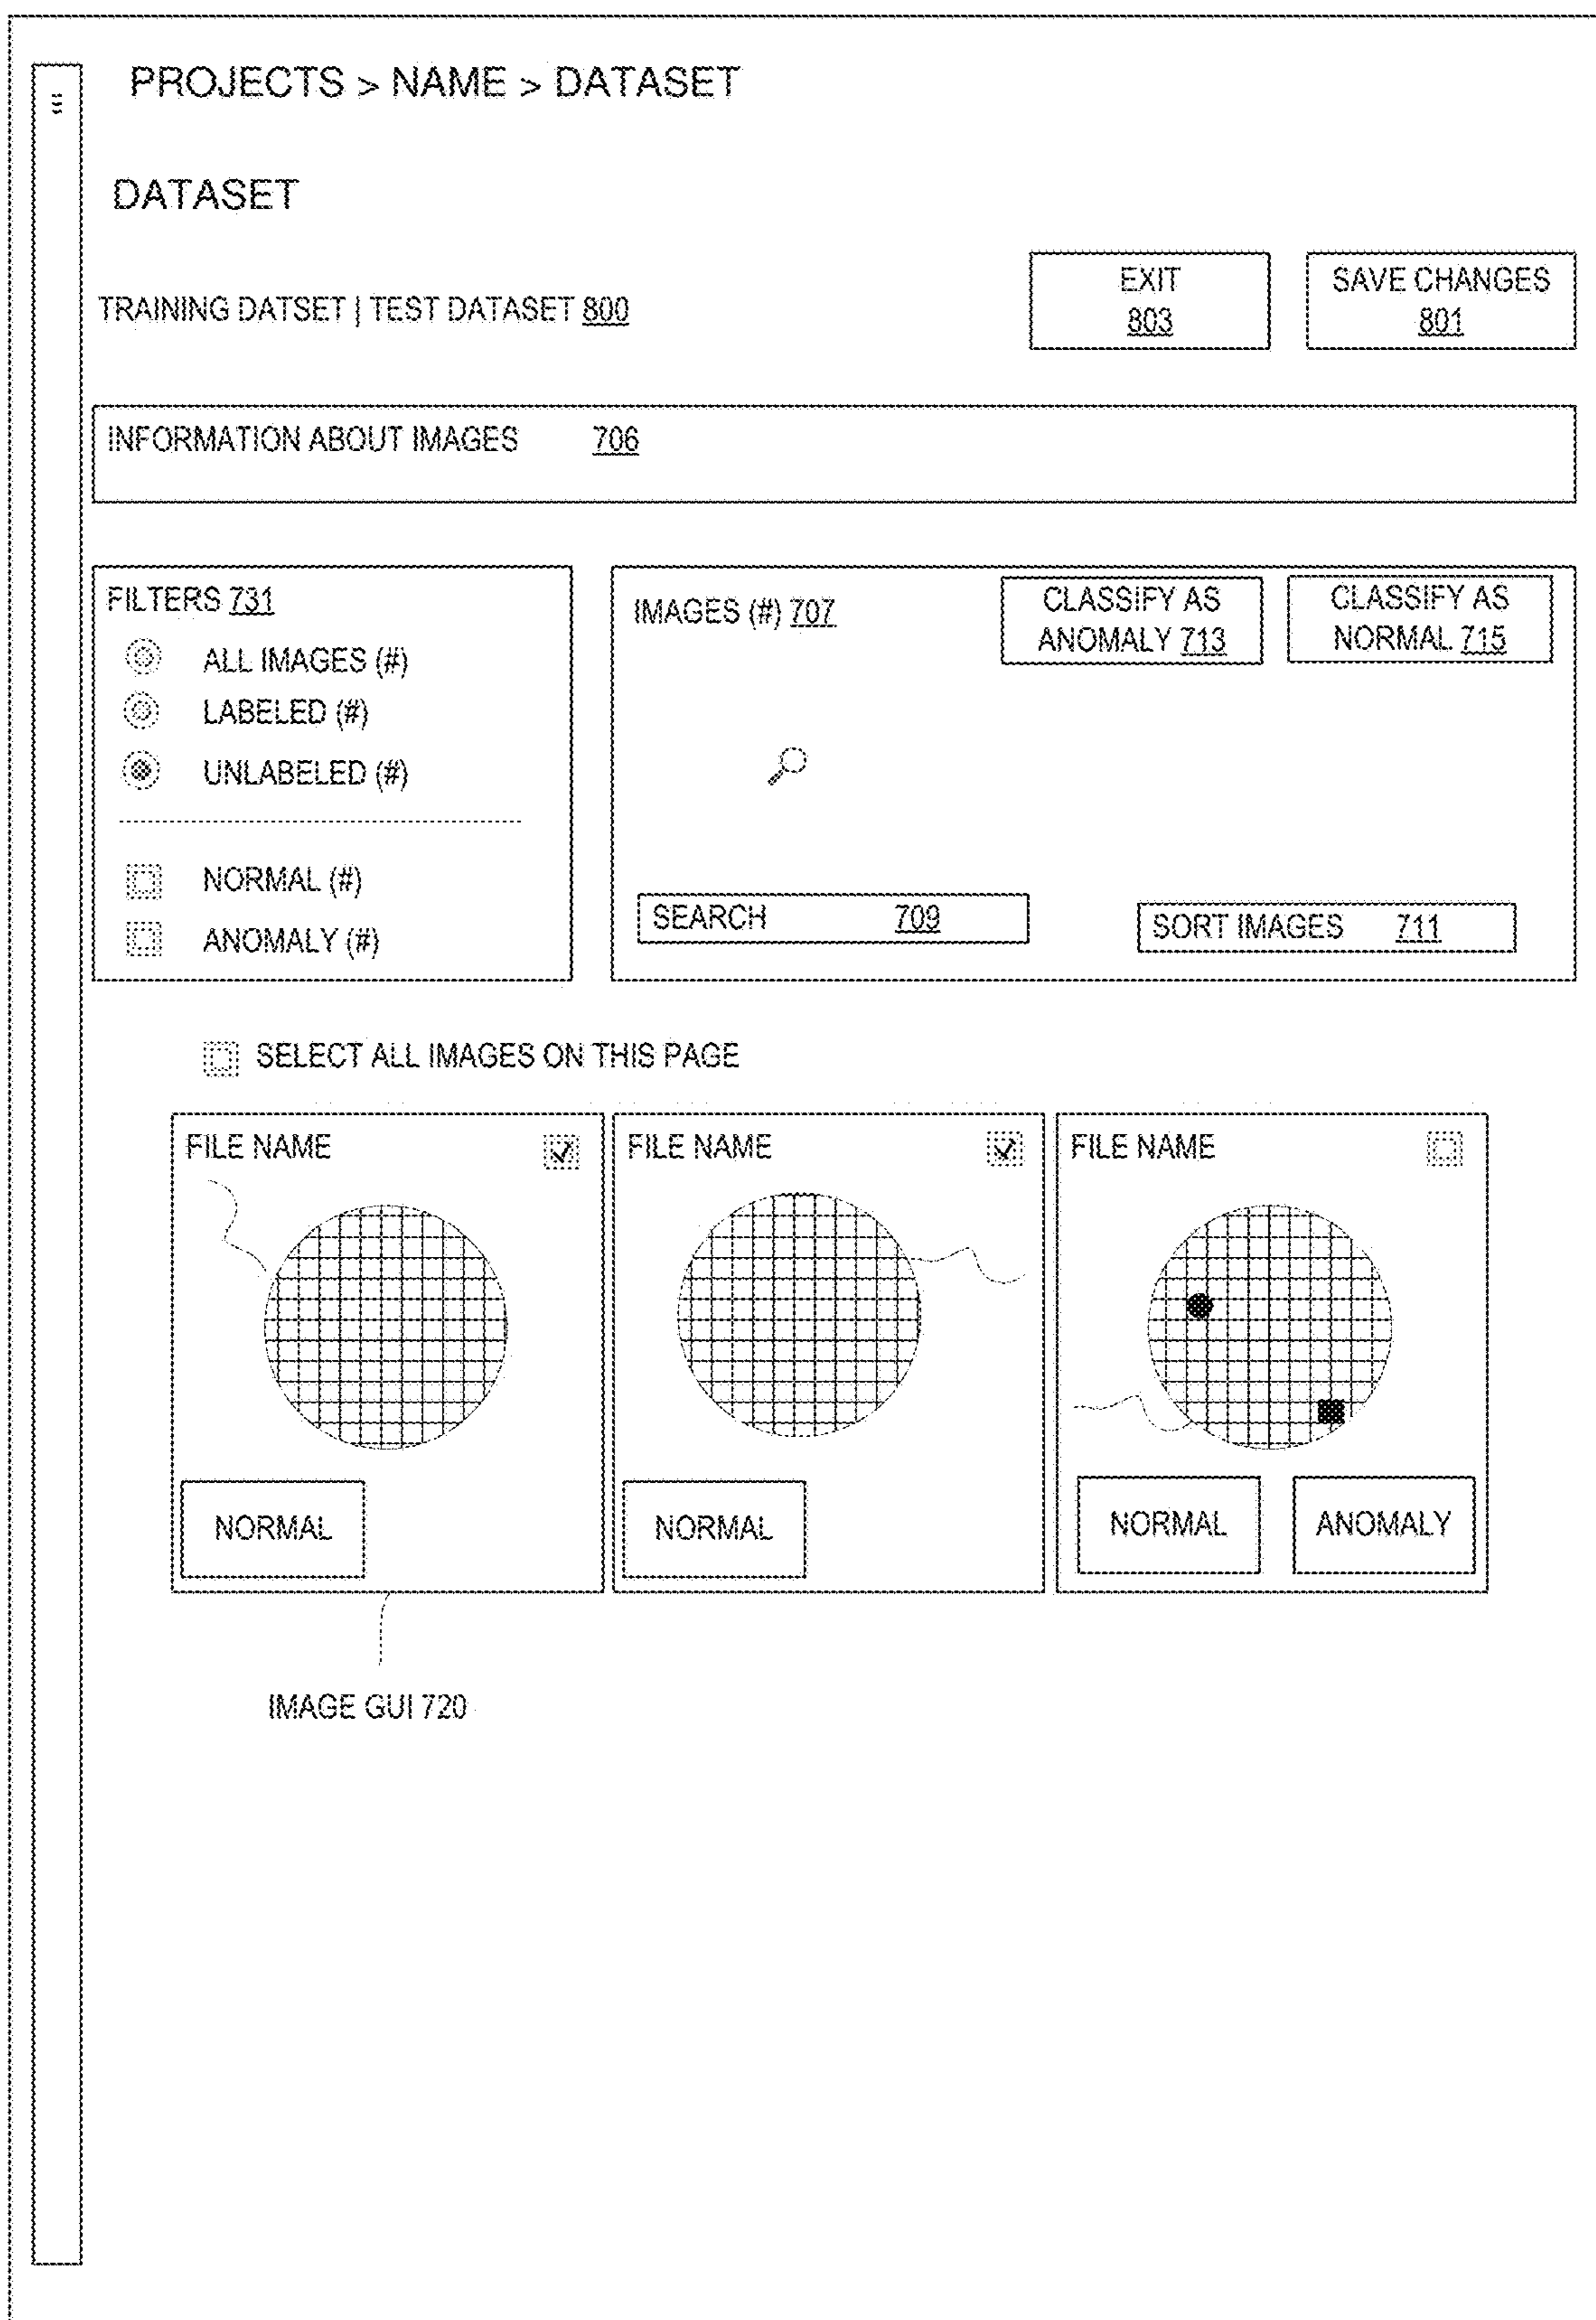 PROJECTS > NAME > DATASET
DATASET
TRAINING DATSET | TEST DATASET 800
EXIT
803
SAVE CHANGES
801
INFORMATION ABOUT IMAGES 706
FILTERS 731
ALL IMAGES (#)
LABELED (#)
UNLABELED (#)
NORMAL (#)
ANOMALY (#)
IMAGES (#) 707
CLASSIFY AS
ANOMALY 713
CLASSIFY AS
NORMAL 715
SEARCH 709
SORT IMAGES 711
SELECT ALL IMAGES ON THIS PAGE
FILE NAME
NORMAL
FILE NAME
NORMAL
FILE NAME
NORMAL
ANOMALY
IMAGE GUI 720